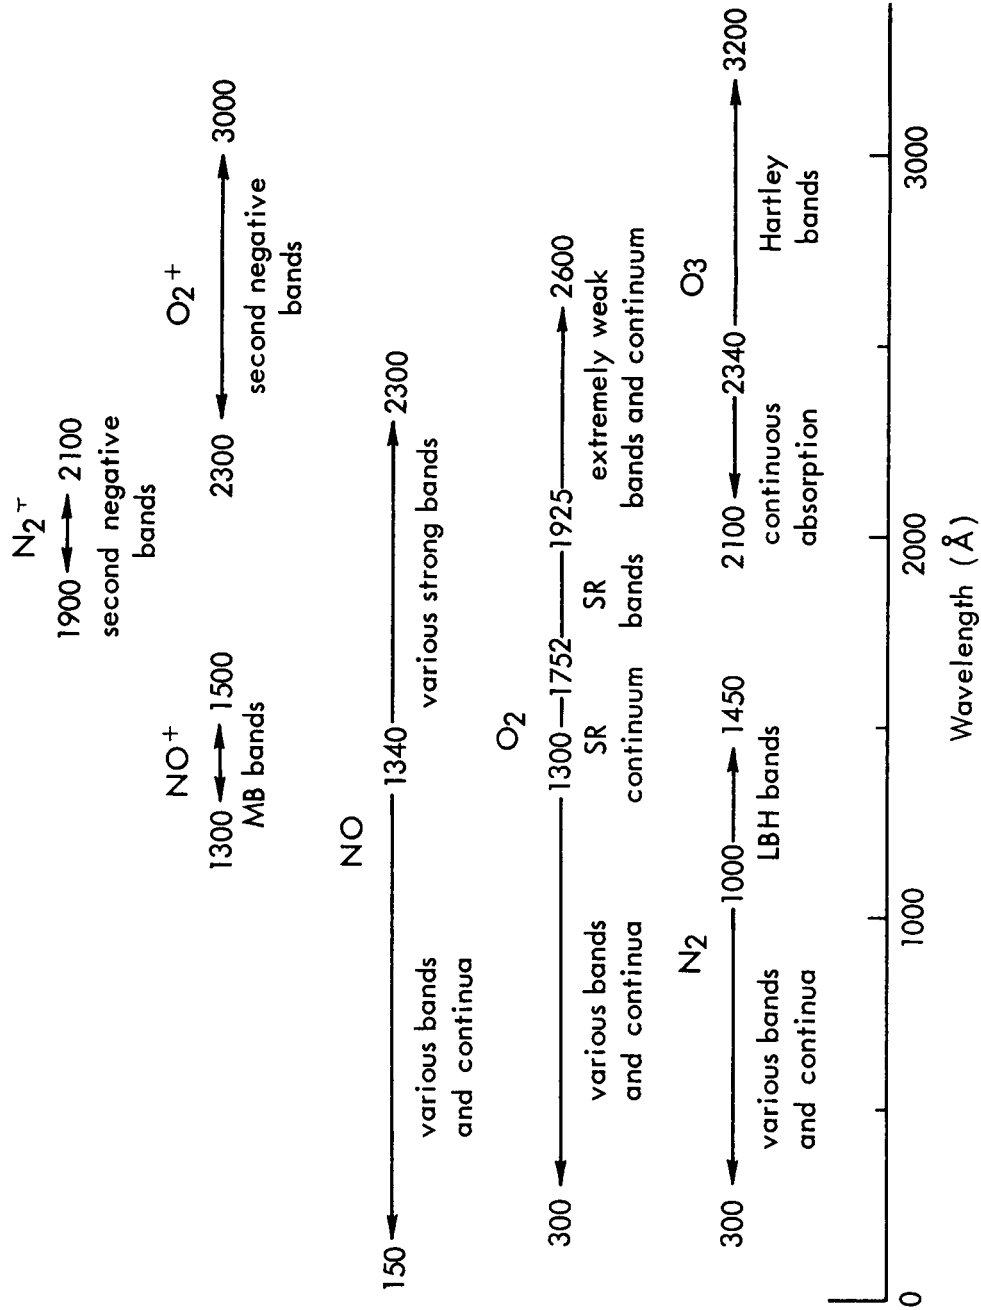 N2+
1900 2100
second negative
bands
NO+
1300 1500
MB bands
O2+
2300 3000
second negative
bands
NO
150 1340 2300
various bands
and continua
various strong bands
O2
300 1300 1752 1925 2600
various bands
and continua
SR
continuum
SR
bands
extremely weak
bands and continuum
N2
300 1000 1450
various bands
and continua
LBH bands
O3
2100 2340 3200
continuous
absorption
Hartley
bands
0 1000 2000 3000
Wavelength (Å)